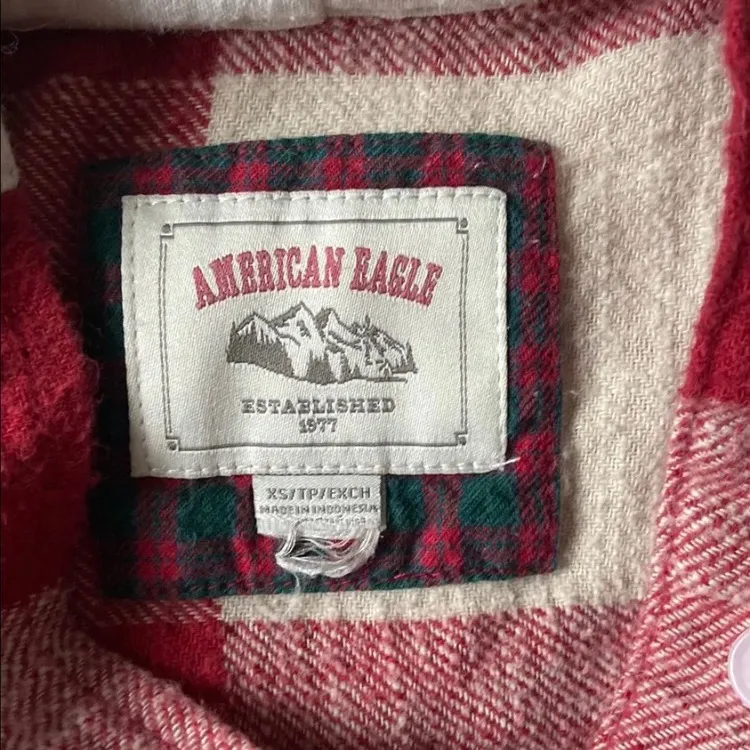 AMERICAN EAGLE
ESTABLISHED
1977
XS/TP/EXCH
MADE IN INDONESIA